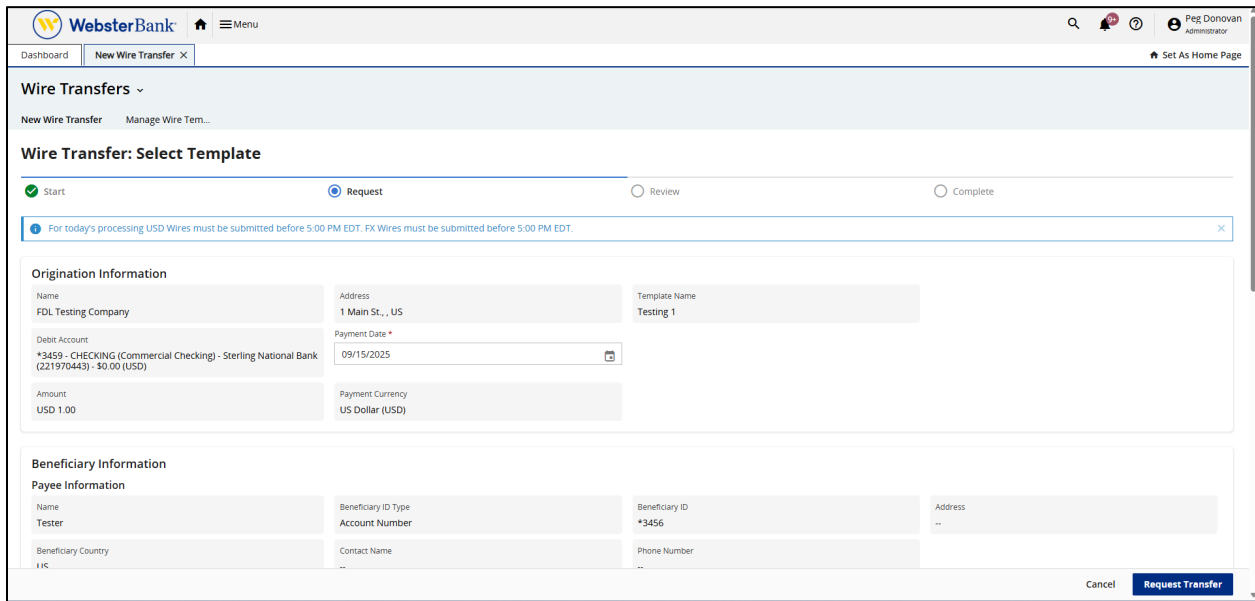 WebsterBank
Menu
9+
Peg Donovan
Administrator
Dashboard
New Wire Transfer
Set As Home Page
Wire Transfers
New Wire Transfer
Manage Wire Tem...
Wire Transfer: Select Template
Start
Request
Review
Complete
For today's processing USD Wires must be submitted before 5:00 PM EDT. FX Wires must be submitted before 5:00 PM EDT.
Origination Information
Name
FDL Testing Company
Address
1 Main St., , US
Template Name
Testing 1
Debit Account
*3459 - CHECKING (Commercial Checking) - Sterling National Bank
(221970443) - $0.00 (USD)
Payment Date *
09/15/2025
Amount
USD 1.00
Payment Currency
US Dollar (USD)
Beneficiary Information
Payee Information
Name
Tester
Beneficiary ID Type
Account Number
Beneficiary ID
*3456
Address
--
Beneficiary Country
US
Contact Name
--
Phone Number
--
Cancel
Request Transfer